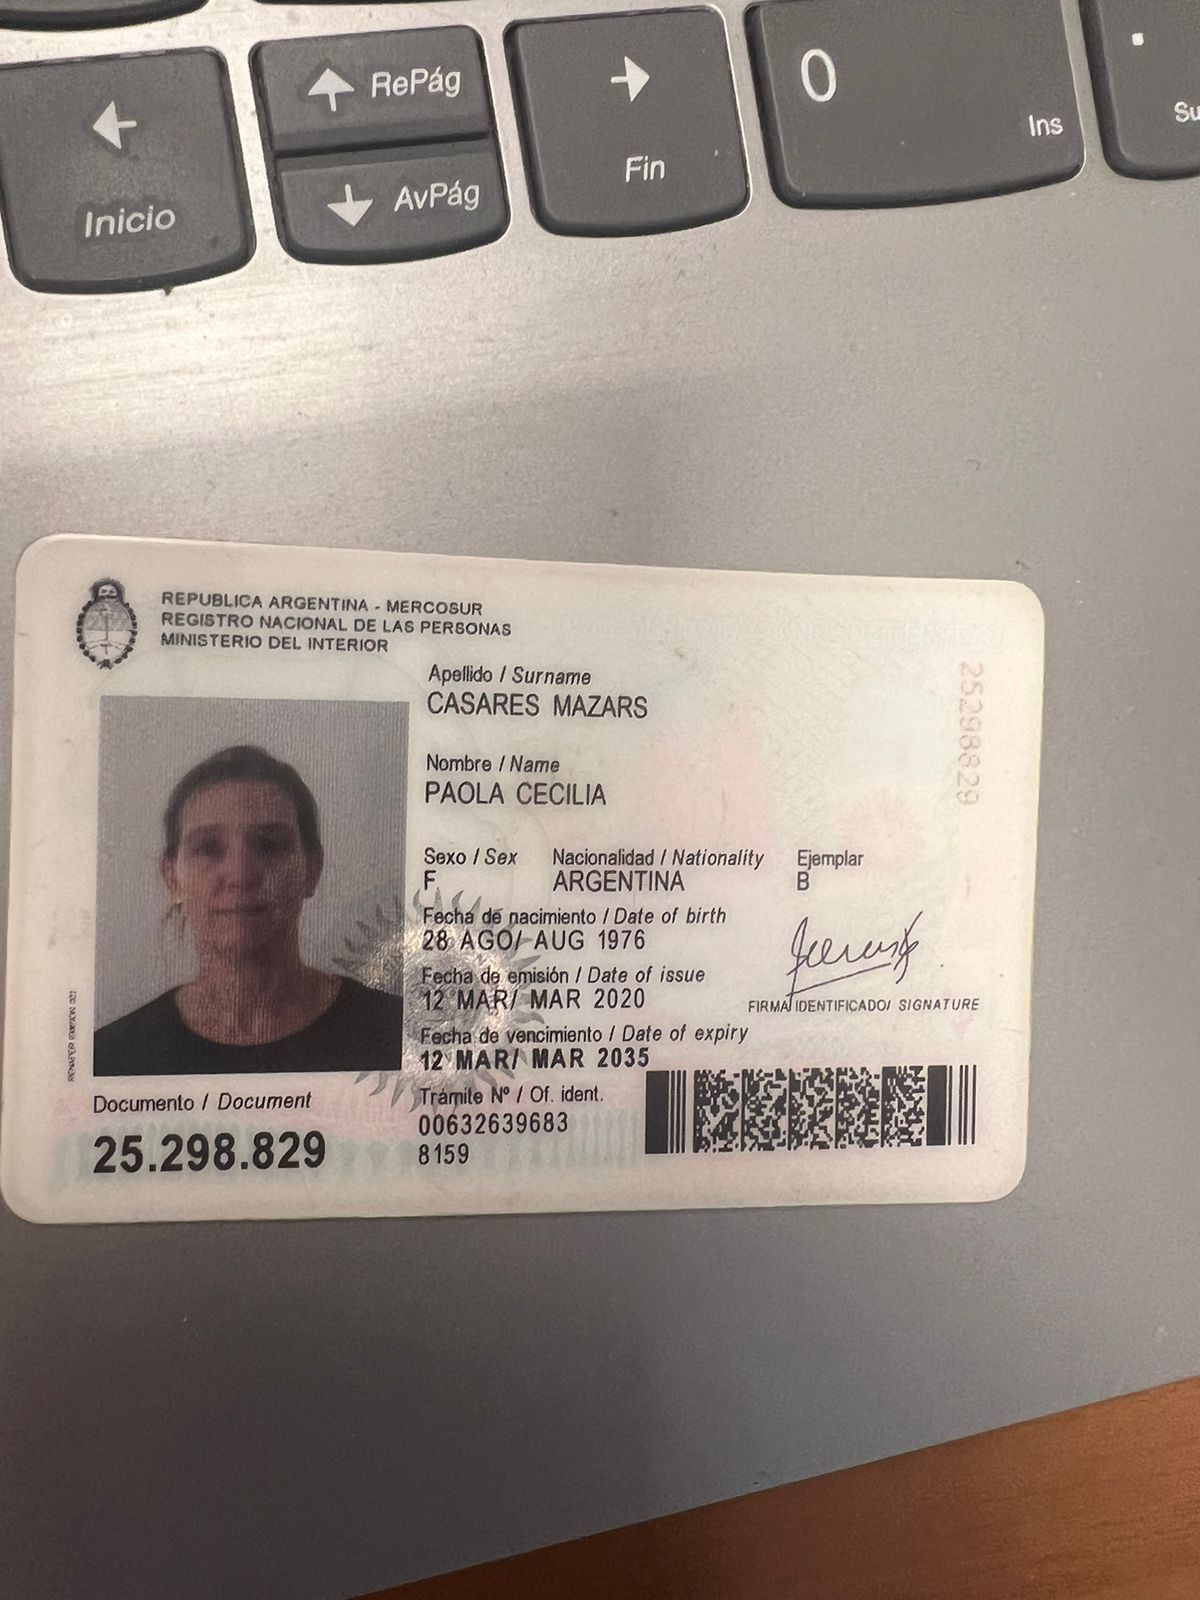 RePág
AvPág
Inicio
Fin
0
Ins
.
REPUBLICA ARGENTINA - MERCOSUR
REGISTRO NACIONAL DE LAS PERSONAS
MINISTERIO DEL INTERIOR
Apellido / Surname
CASARES MAZARS
Nombre / Name
PAOLA CECILIA
Sexo / Sex Nacionalidad / Nationality Ejemplar
F ARGENTINA B
Fecha de nacimiento / Date of birth
28 AGO/ AUG 1976
Fecha de emisión / Date of issue
12 MAR/ MAR 2020
FIRMA IDENTIFICADO/ SIGNATURE
Fecha de vencimiento / Date of expiry
12 MAR/ MAR 2035
Documento / Document
25.298.829
Trámite Nº / Of. ident.
00632639683
8159
25298829